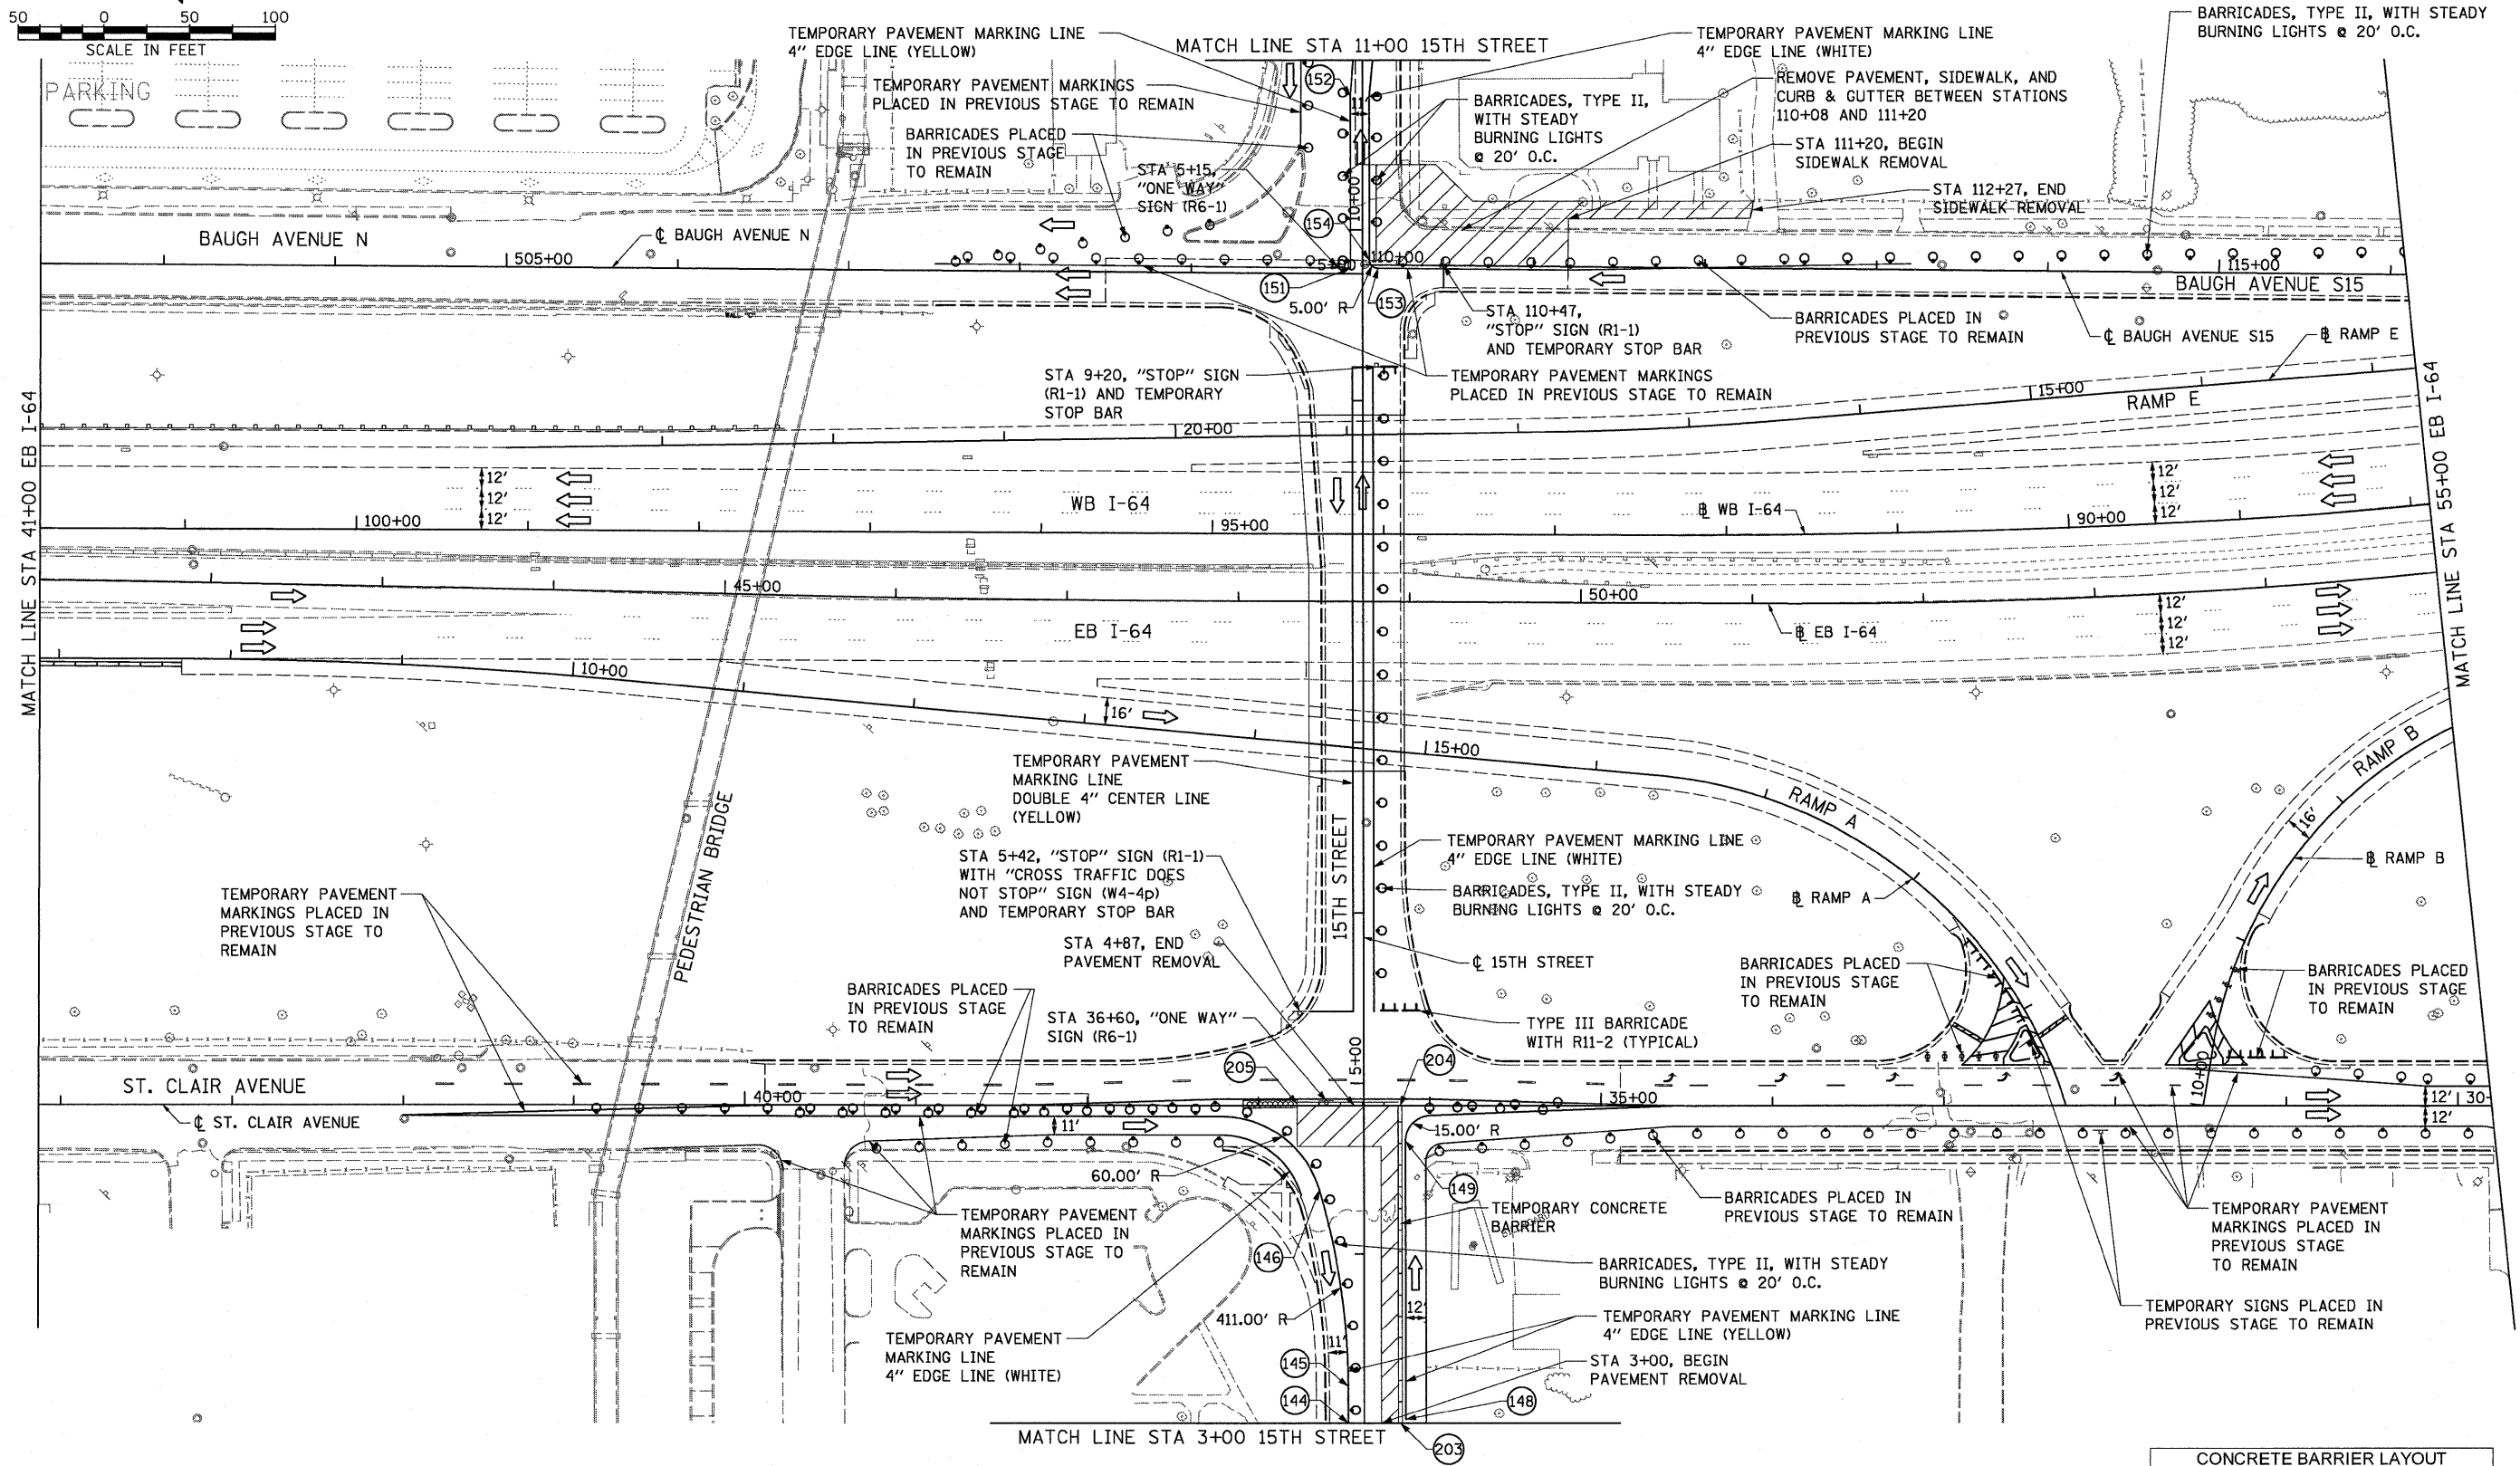 50 0 50 100
SCALE IN FEET
TEMPORARY PAVEMENT MARKING LINE
4" EDGE LINE (YELLOW)
MATCH LINE STA 11+00 15TH STREET
TEMPORARY PAVEMENT MARKING LINE
4" EDGE LINE (WHITE)
BARRICADES, TYPE II, WITH STEADY
BURNING LIGHTS @ 20' O.C.
PARKING
TEMPORARY PAVEMENT MARKINGS
PLACED IN PREVIOUS STAGE TO REMAIN
152
11'
BARRICADES, TYPE II,
WITH STEADY
BURNING LIGHTS
@ 20' O.C.
REMOVE PAVEMENT, SIDEWALK, AND
CURB & GUTTER BETWEEN STATIONS
110+08 AND 111+20
BARRICADES PLACED
IN PREVIOUS STAGE
TO REMAIN
STA 111+20, BEGIN
SIDEWALK REMOVAL
STA 5+15,
"ONE WAY"
SIGN (R6-1)
STA 112+27, END
SIDEWALK REMOVAL
10+00
154
BAUGH AVENUE N
℄ BAUGH AVENUE N
505+00
110+00
115+00
151
5.00' R
153
BAUGH AVENUE S15
STA 110+47,
"STOP" SIGN (R1-1)
AND TEMPORARY STOP BAR
BARRICADES PLACED IN
PREVIOUS STAGE TO REMAIN
℄ BAUGH AVENUE S15
B̲ RAMP E
STA 9+20, "STOP" SIGN
(R1-1) AND TEMPORARY
STOP BAR
TEMPORARY PAVEMENT MARKINGS
PLACED IN PREVIOUS STAGE TO REMAIN
15+00
RAMP E
MATCH LINE STA 41+00 EB I-64
MATCH LINE STA 55+00 EB I-64
20+00
12'
12'
12'
WB I-64
12'
12'
12'
100+00
95+00
B̲ WB I-64
90+00
45+00
50+00
EB I-64
B̲ EB I-64
12'
12'
12'
10+00
16'
15+00
TEMPORARY PAVEMENT
MARKING LINE
DOUBLE 4" CENTER LINE
(YELLOW)
RAMP A
RAMP B
16'
PEDESTRIAN BRIDGE
15TH STREET
TEMPORARY PAVEMENT MARKING LINE
4" EDGE LINE (WHITE)
B̲ RAMP B
STA 5+42, "STOP" SIGN (R1-1)
WITH "CROSS TRAFFIC DOES
NOT STOP" SIGN (W4-4p)
AND TEMPORARY STOP BAR
BARRICADES, TYPE II, WITH STEADY
BURNING LIGHTS @ 20' O.C.
B̲ RAMP A
TEMPORARY PAVEMENT
MARKINGS PLACED IN
PREVIOUS STAGE TO
REMAIN
STA 4+87, END
PAVEMENT REMOVAL
℄ 15TH STREET
BARRICADES PLACED
IN PREVIOUS STAGE
TO REMAIN
BARRICADES PLACED
IN PREVIOUS STAGE
TO REMAIN
BARRICADES PLACED
IN PREVIOUS STAGE
TO REMAIN
STA 36+60, "ONE WAY"
SIGN (R6-1)
TYPE III BARRICADE
WITH R11-2 (TYPICAL)
5+00
205
204
ST. CLAIR AVENUE
10+00
40+00
35+00
30
12'
12'
℄ ST. CLAIR AVENUE
11'
15.00' R
60.00' R
149
TEMPORARY CONCRETE
BARRIER
BARRICADES PLACED IN
PREVIOUS STAGE TO REMAIN
TEMPORARY PAVEMENT
MARKINGS PLACED IN
PREVIOUS STAGE TO
REMAIN
TEMPORARY PAVEMENT
MARKINGS PLACED IN
PREVIOUS STAGE
TO REMAIN
146
BARRICADES, TYPE II, WITH STEADY
BURNING LIGHTS @ 20' O.C.
12'
411.00' R
TEMPORARY SIGNS PLACED IN
PREVIOUS STAGE TO REMAIN
TEMPORARY PAVEMENT MARKING LINE
4" EDGE LINE (YELLOW)
TEMPORARY PAVEMENT
MARKING LINE
4" EDGE LINE (WHITE)
11'
145
STA 3+00, BEGIN
PAVEMENT REMOVAL
144
148
MATCH LINE STA 3+00 15TH STREET
203
CONCRETE BARRIER LAYOUT